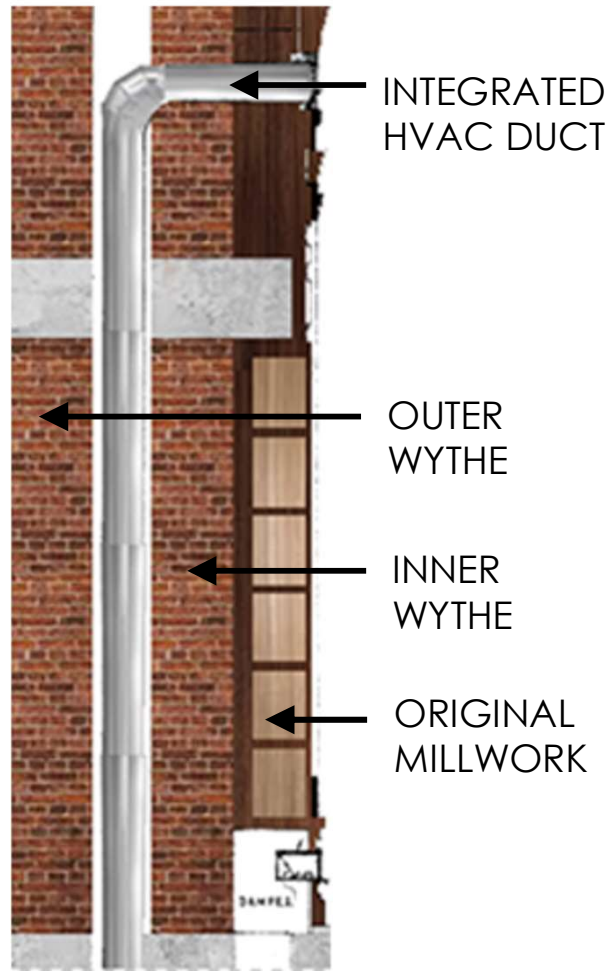 INTEGRATED
HVAC DUCT
OUTER
WYTHE
INNER
WYTHE
ORIGINAL
MILLWORK
DAMPER